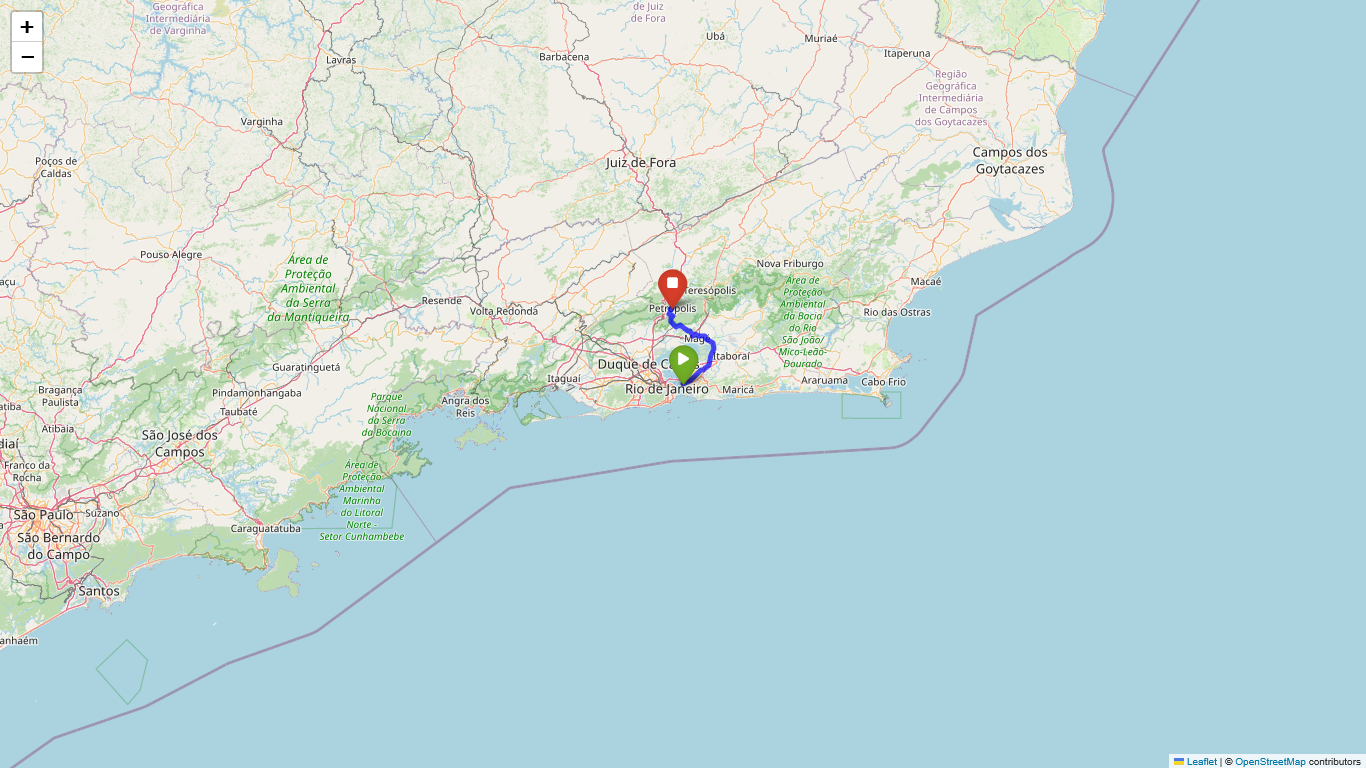 +
−
Geográfica
Intermediária
de Varginha
de Juiz
de Fora
Ubá
Muriaé
Itaperuna
Lavras
Barbacena
Região
Geográfica
Intermediária
de Campos
dos Goytacazes
Varginha
Poços de
Caldas
Juiz de Fora
Campos dos
Goytacazes
Pouso Alegre
Área de
Proteção
Ambiental
da Serra
da Mantiqueira
Nova Friburgo
Macaé
Resende
Volta Redonda
Teresópolis
Petrópolis
Área de
Proteção
Ambiental
da Bacia
do Rio
São João/
Mico-Leão-
Dourado
Rio das Ostras
Magé
Itaboraí
Duque de Ca
s
Rio de Janeiro
Maricá
Araruama
Cabo Frio
Guaratinguetá
Itaguaí
Bragança
Paulista
Pindamonhangaba
Taubaté
Parque
Nacional
da Serra
da Bocaina
Angra dos
Reis
Atibaia
São José dos
Campos
Franco da
Rocha
Área de
Proteção
Ambiental
Marinha
do Litoral
Norte -
Setor Cunhambebe
São Paulo
Suzano
Caraguatatuba
São Bernardo
do Campo
Santos
anhaém
Leaflet | © OpenStreetMap contributors